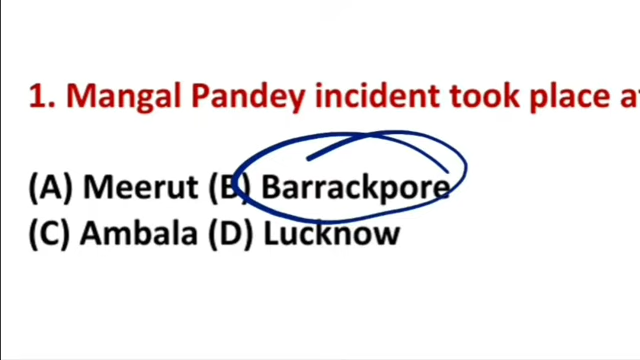 1. Mangal Pandey incident took place at
(A) Meerut (B) Barrackpore
(C) Ambala (D) Lucknow